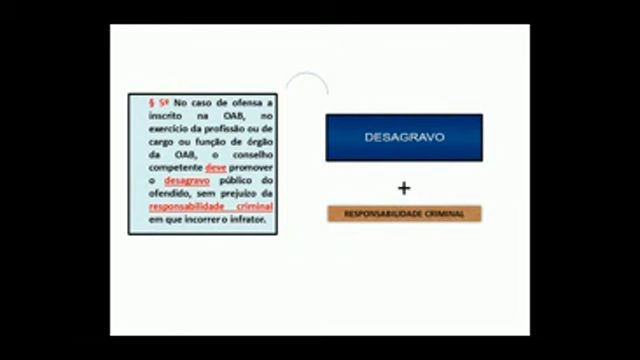 § 5º No caso de ofensa a
inscrito na OAB, no
exercício da profissão ou de
cargo ou função de órgão
da OAB, o conselho
competente deve promover
o desagravo público do
ofendido, sem prejuízo da
responsabilidade criminal
em que incorrer o infrator.
DESAGRAVO
+
RESPONSABILIDADE CRIMINAL